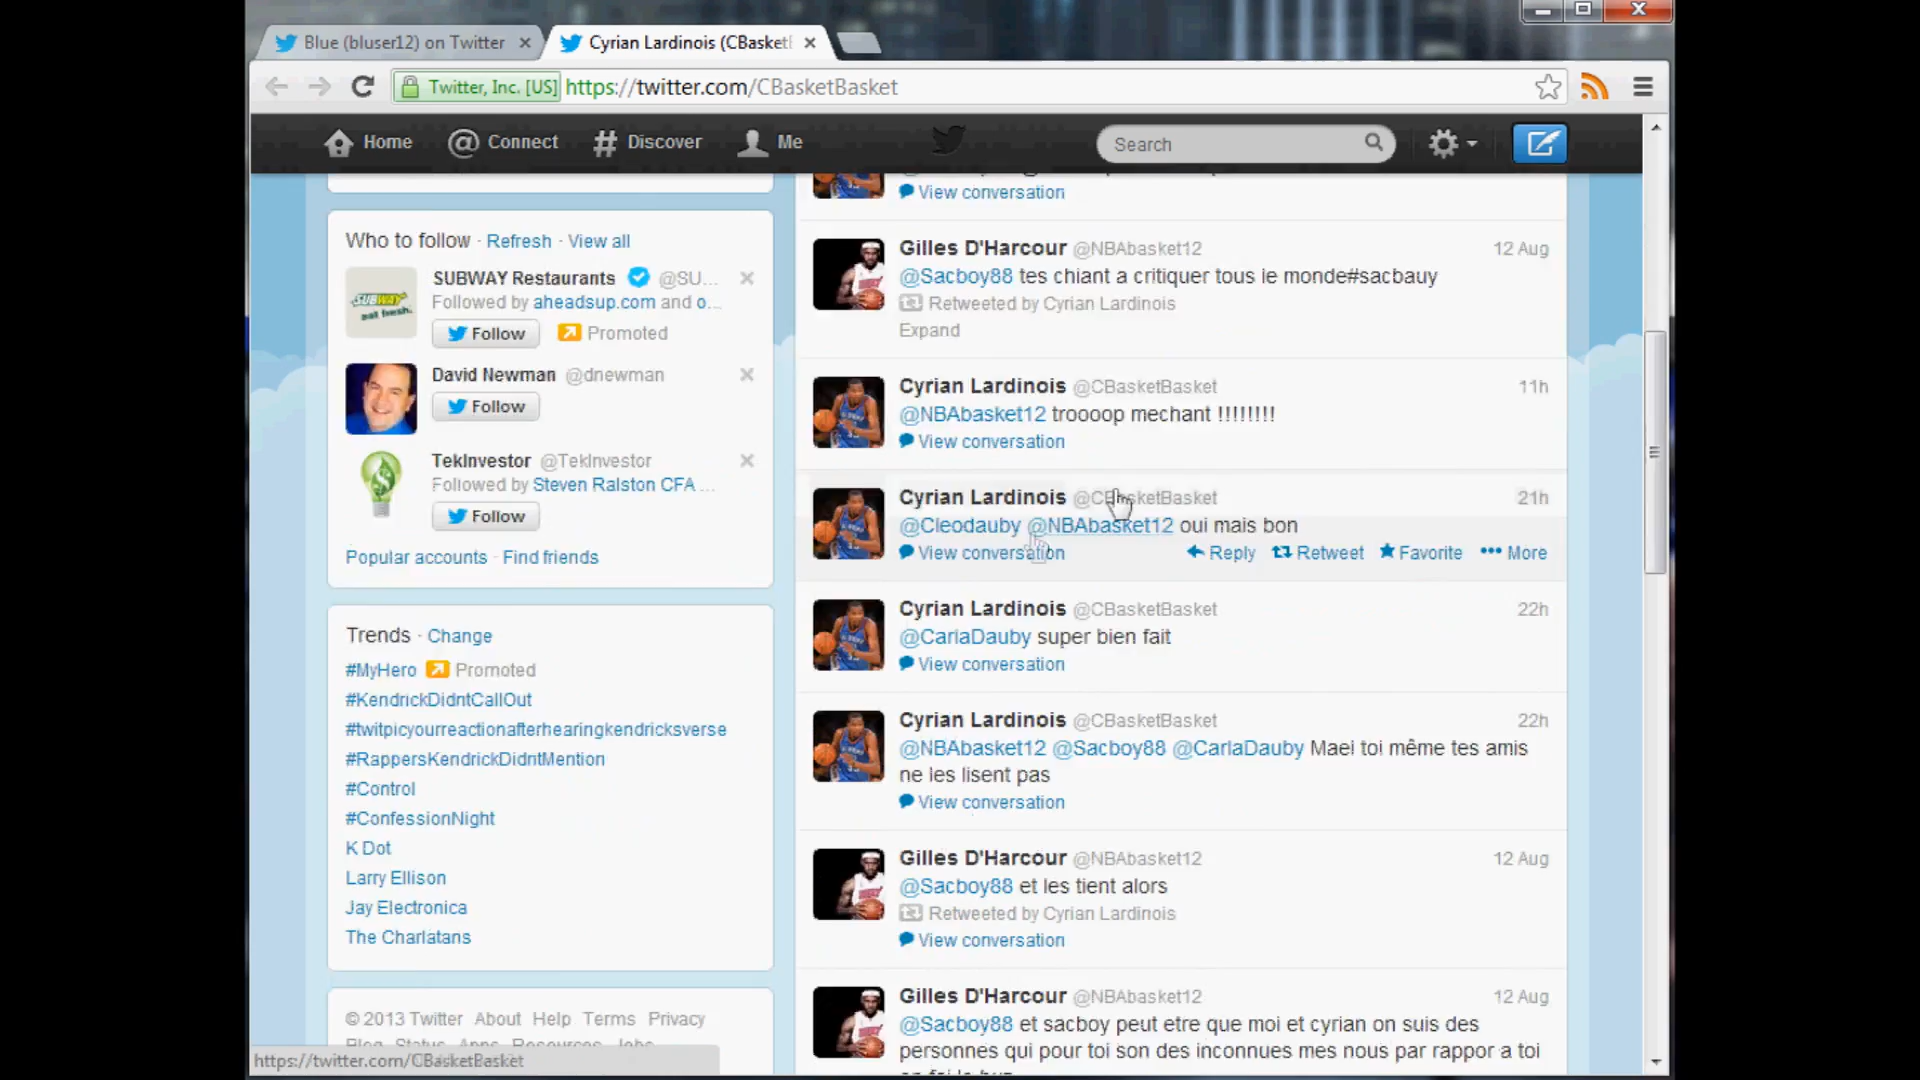 Blue (bluser12) on Twitter
Cyrian Lardinois (CBasketB
Twitter, Inc. [US] https://twitter.com/CBasketBasket
Home Connect Discover Me
Search
View conversation
Who to follow · Refresh · View all
SUBWAY Restaurants @SU...
Followed by aheadsup.com and o...
Follow Promoted
SUBWAY
eat fresh.
David Newman @dnewman
Follow
TekInvestor @TekInvestor
Followed by Steven Ralston CFA ...
Follow
Popular accounts · Find friends
Trends · Change
#MyHero Promoted
#KendrickDidntCallOut
#twitpicyourreactionafterhearingkendricksverse
#RappersKendrickDidntMention
#Control
#ConfessionNight
K Dot
Larry Ellison
Jay Electronica
The Charlatans
© 2013 Twitter About Help Terms Privacy
Blog Status Apps Resources Jobs
https://twitter.com/CBasketBasket
Gilles D'Harcour @NBAbasket12 12 Aug
@Sacboy88 tes chiant a critiquer tous le monde#sacbauy
Retweeted by Cyrian Lardinois
Expand
Cyrian Lardinois @CBasketBasket 11h
@NBAbasket12 troooop mechant !!!!!!!!
View conversation
Cyrian Lardinois @CBasketBasket 21h
@Cleodauby @NBAbasket12 oui mais bon
View conversation Reply Retweet Favorite More
Cyrian Lardinois @CBasketBasket 22h
@CarlaDauby super bien fait
View conversation
Cyrian Lardinois @CBasketBasket 22h
@NBAbasket12 @Sacboy88 @CarlaDauby Maei toi même tes amis
ne les lisent pas
View conversation
Gilles D'Harcour @NBAbasket12 12 Aug
@Sacboy88 et les tient alors
Retweeted by Cyrian Lardinois
View conversation
Gilles D'Harcour @NBAbasket12 12 Aug
@Sacboy88 et sacboy peut etre que moi et cyrian on suis des
personnes qui pour toi son des inconnues mes nous par rappor a toi